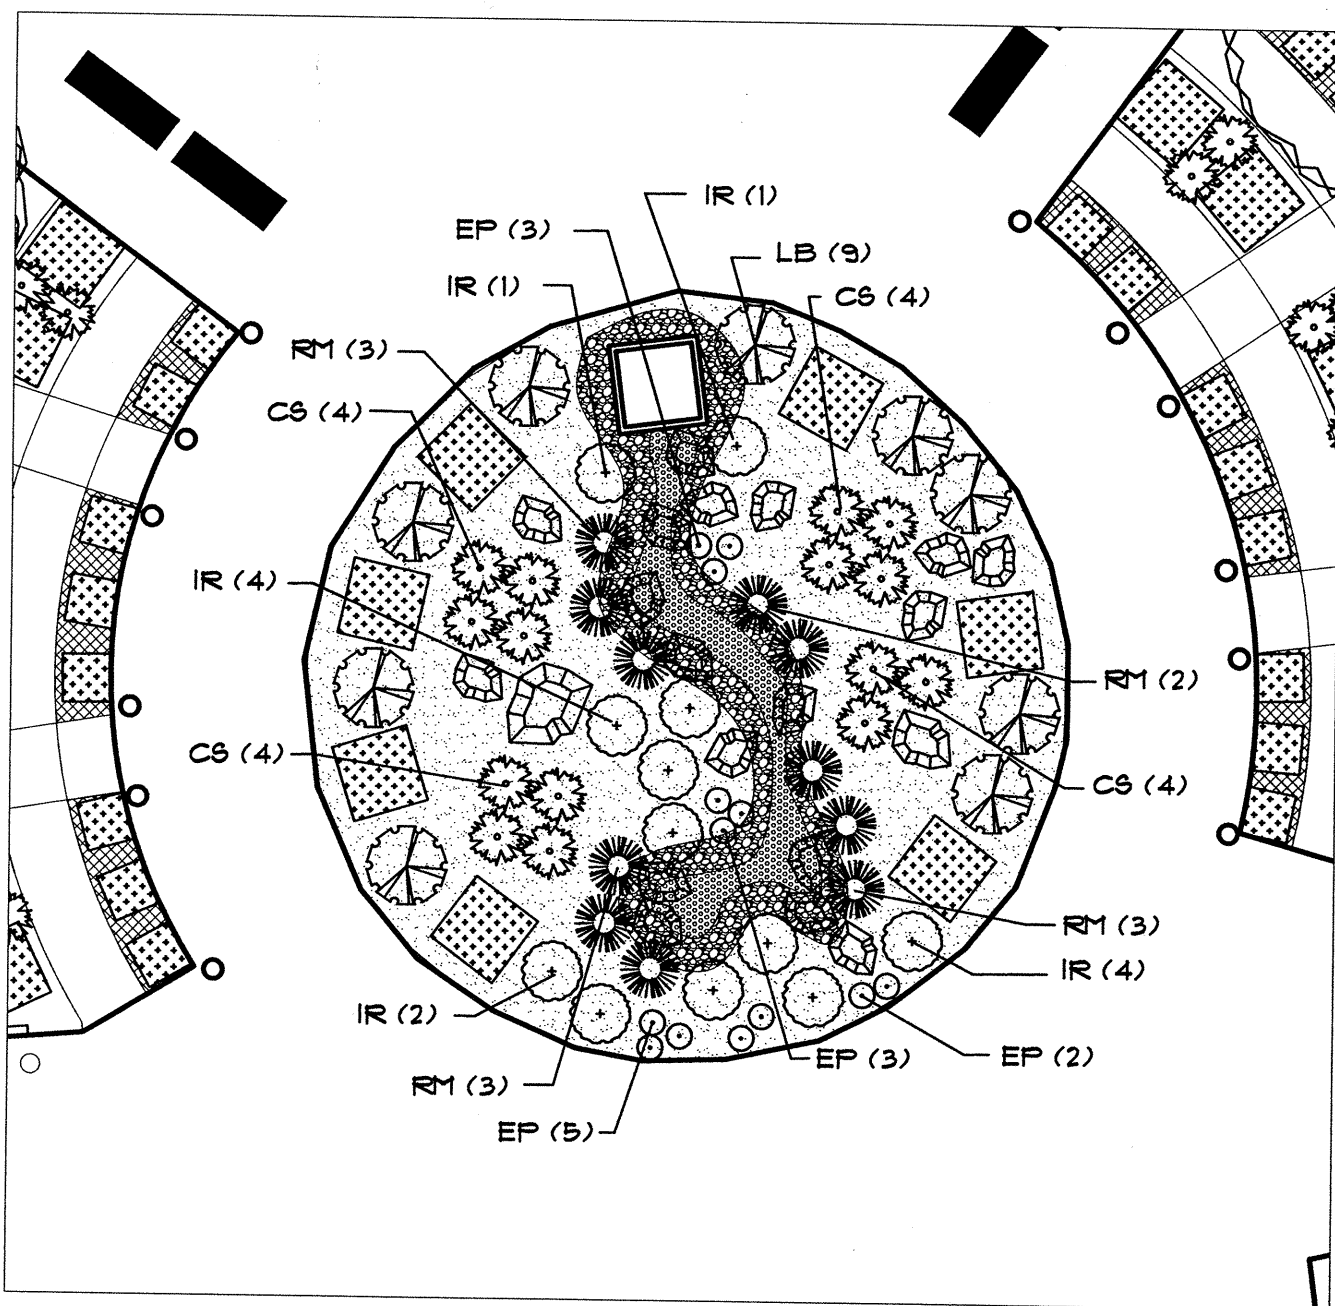 IR (1)
EP (3)
LB (9)
IR (1)
CS (4)
RM (3)
CS (4)
IR (4)
RM (2)
CS (4)
CS (4)
RM (3)
IR (4)
IR (2)
EP (3)
EP (2)
RM (3)
EP (5)